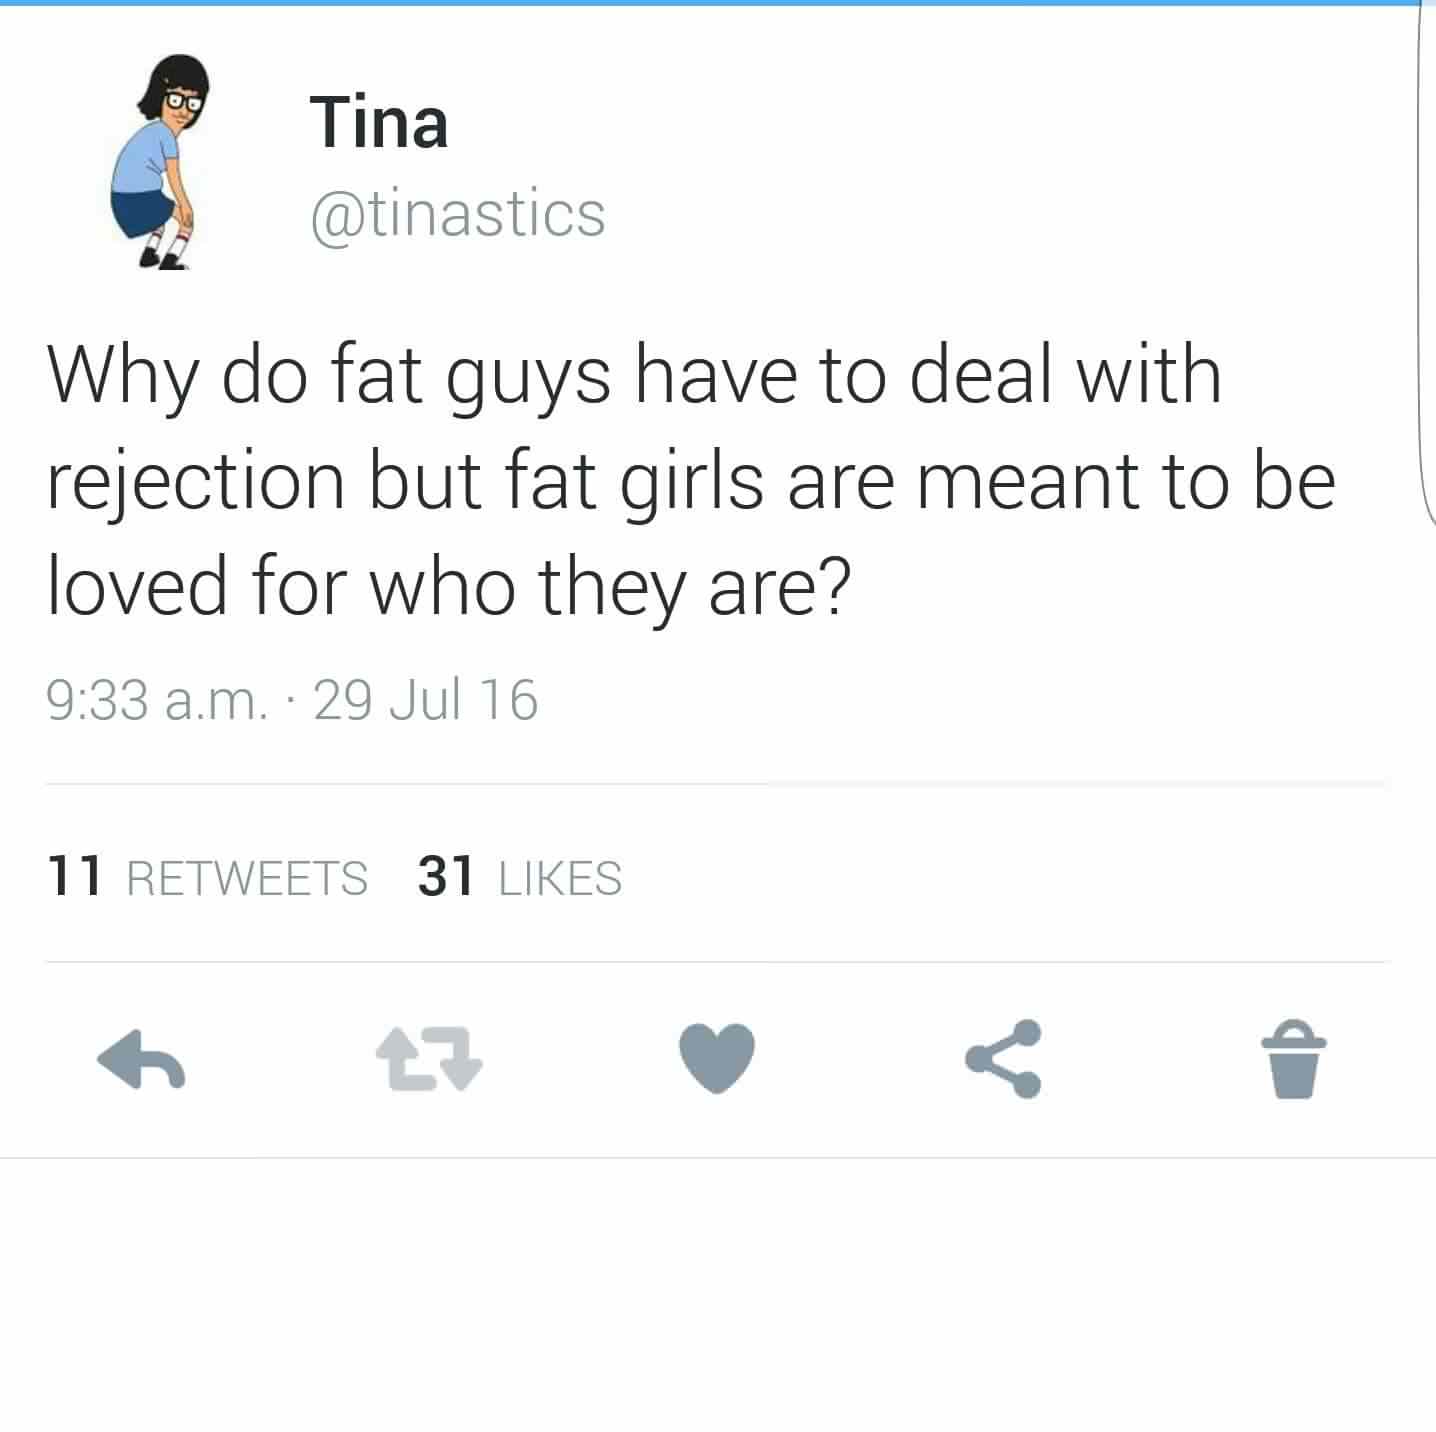 Tina
@tinastics
Why do fat guys have to deal with
rejection but fat girls are meant to be
loved for who they are?
9:33 a.m. · 29 Jul 16
11 RETWEETS 31 LIKES